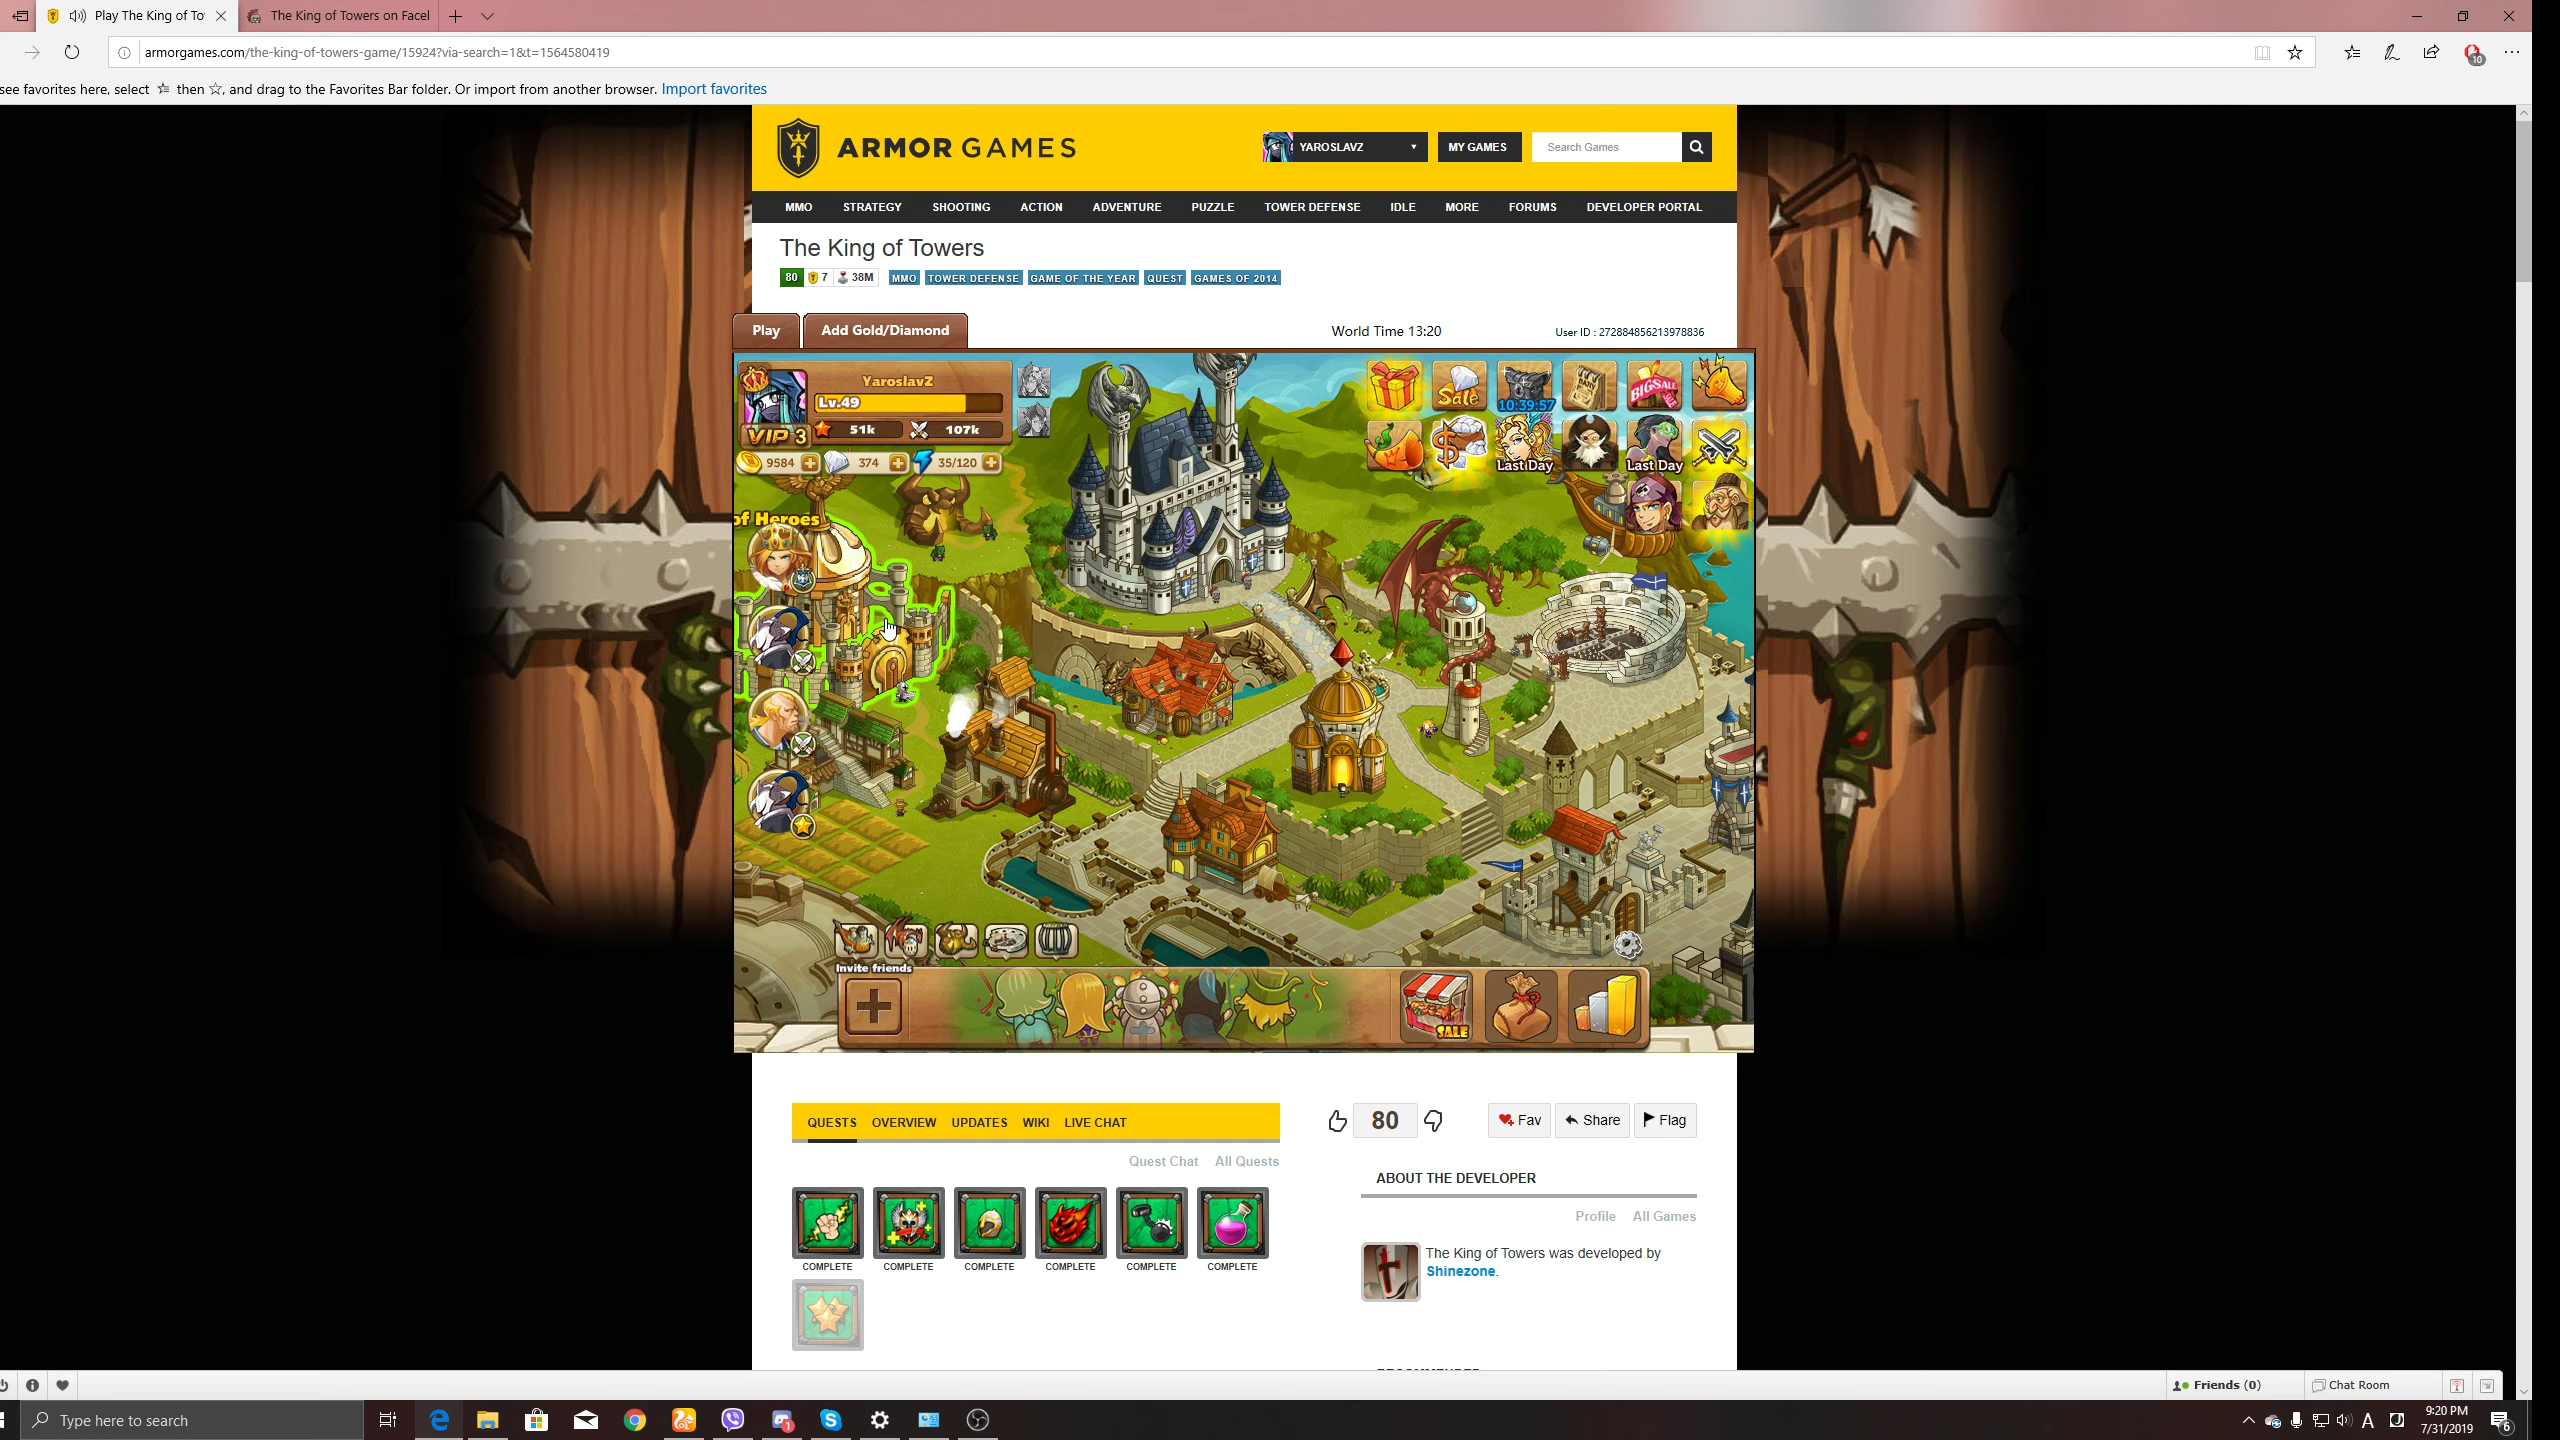 Play The King of To
The King of Towers on Facel
armorgames.com/the-king-of-towers-game/15924?via-search=1&t=1564580419
10
see favorites here, select ☆ then ☆, and drag to the Favorites Bar folder. Or import from another browser. Import favorites
ARMOR GAMES
YAROSLAVZ
MY GAMES
Search Games
MMO STRATEGY SHOOTING ACTION ADVENTURE PUZZLE TOWER DEFENSE IDLE MORE FORUMS DEVELOPER PORTAL
The King of Towers
80 7 38M MMO TOWER DEFENSE GAME OF THE YEAR QUEST GAMES OF 2014
Play Add Gold/Diamond World Time 13:20 User ID : 272884856213978836
YaroslavZ
Lv.49
VIP 3 51k 107k
9584 374 35/120
Sale
10:39:57
BIG SALE
Last Day
Last Day
of Heroes
Invite friends
SALE
QUESTS OVERVIEW UPDATES WIKI LIVE CHAT
80 Fav Share Flag
Quest Chat All Quests
ABOUT THE DEVELOPER
Profile All Games
The King of Towers was developed by
Shinezone.
COMPLETE COMPLETE COMPLETE COMPLETE COMPLETE COMPLETE
Friends (0) Chat Room
Type here to search
1
A
9:20 PM
7/31/2019
6